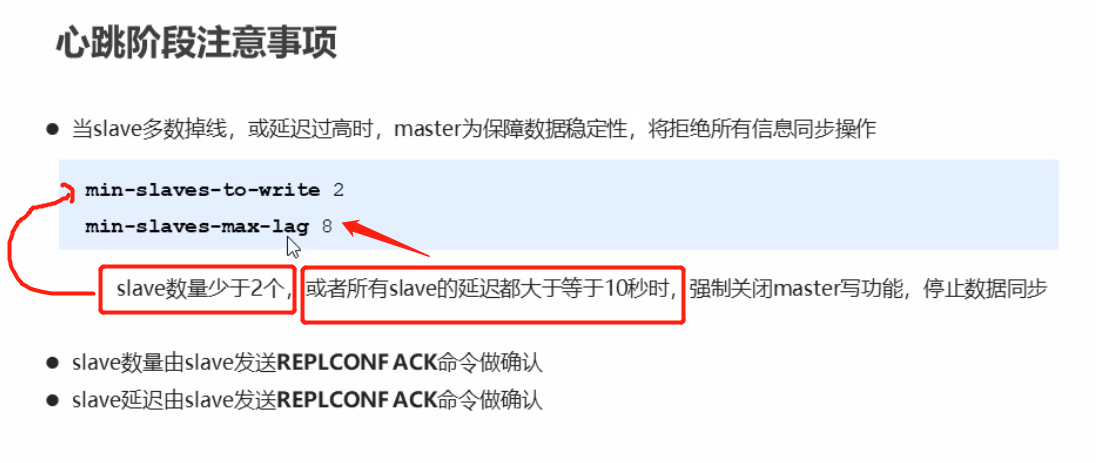 心跳阶段注意事项
当slave多数掉线，或延迟过高时，master为保障数据稳定性，将拒绝所有信息同步操作
min-slaves-to-write 2
min-slaves-max-lag 8
slave数量少于2个，或者所有slave的延迟都大于等于10秒时，强制关闭master写功能，停止数据同步
slave数量由slave发送REPLCONF ACK命令做确认
slave延迟由slave发送REPLCONF ACK命令做确认